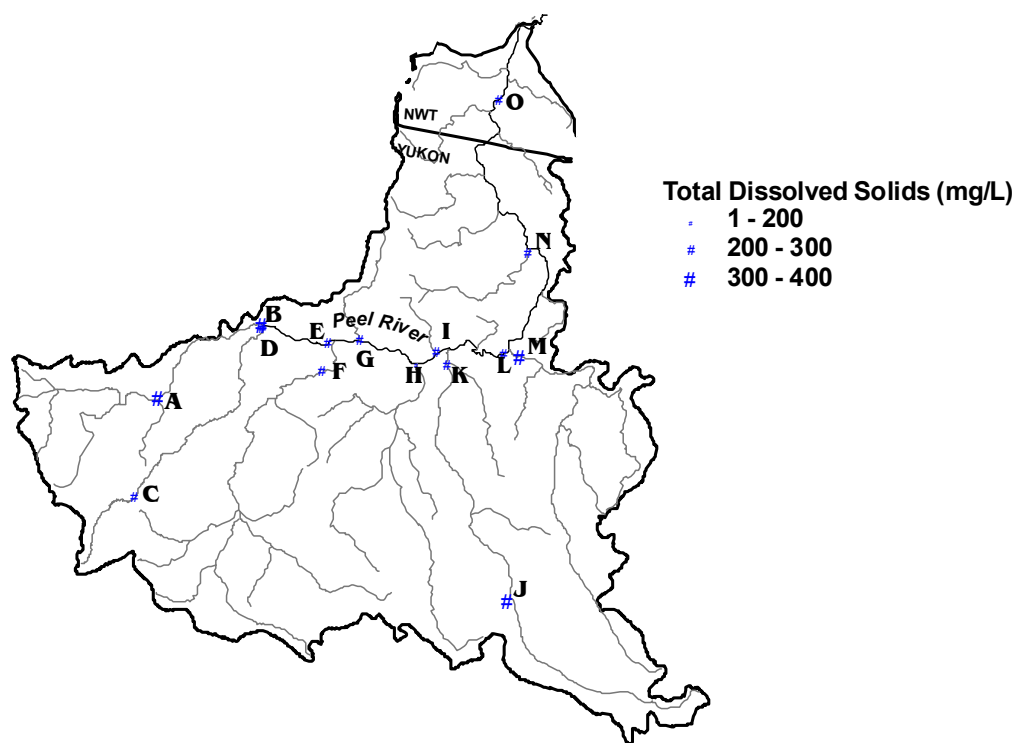 O
NWT
YUKON
Total Dissolved Solids (mg/L)
# 1 - 200
# 200 - 300
# 300 - 400
# N
B
Peel River
E
I
D
G
M
L
F
H
K
A
C
J